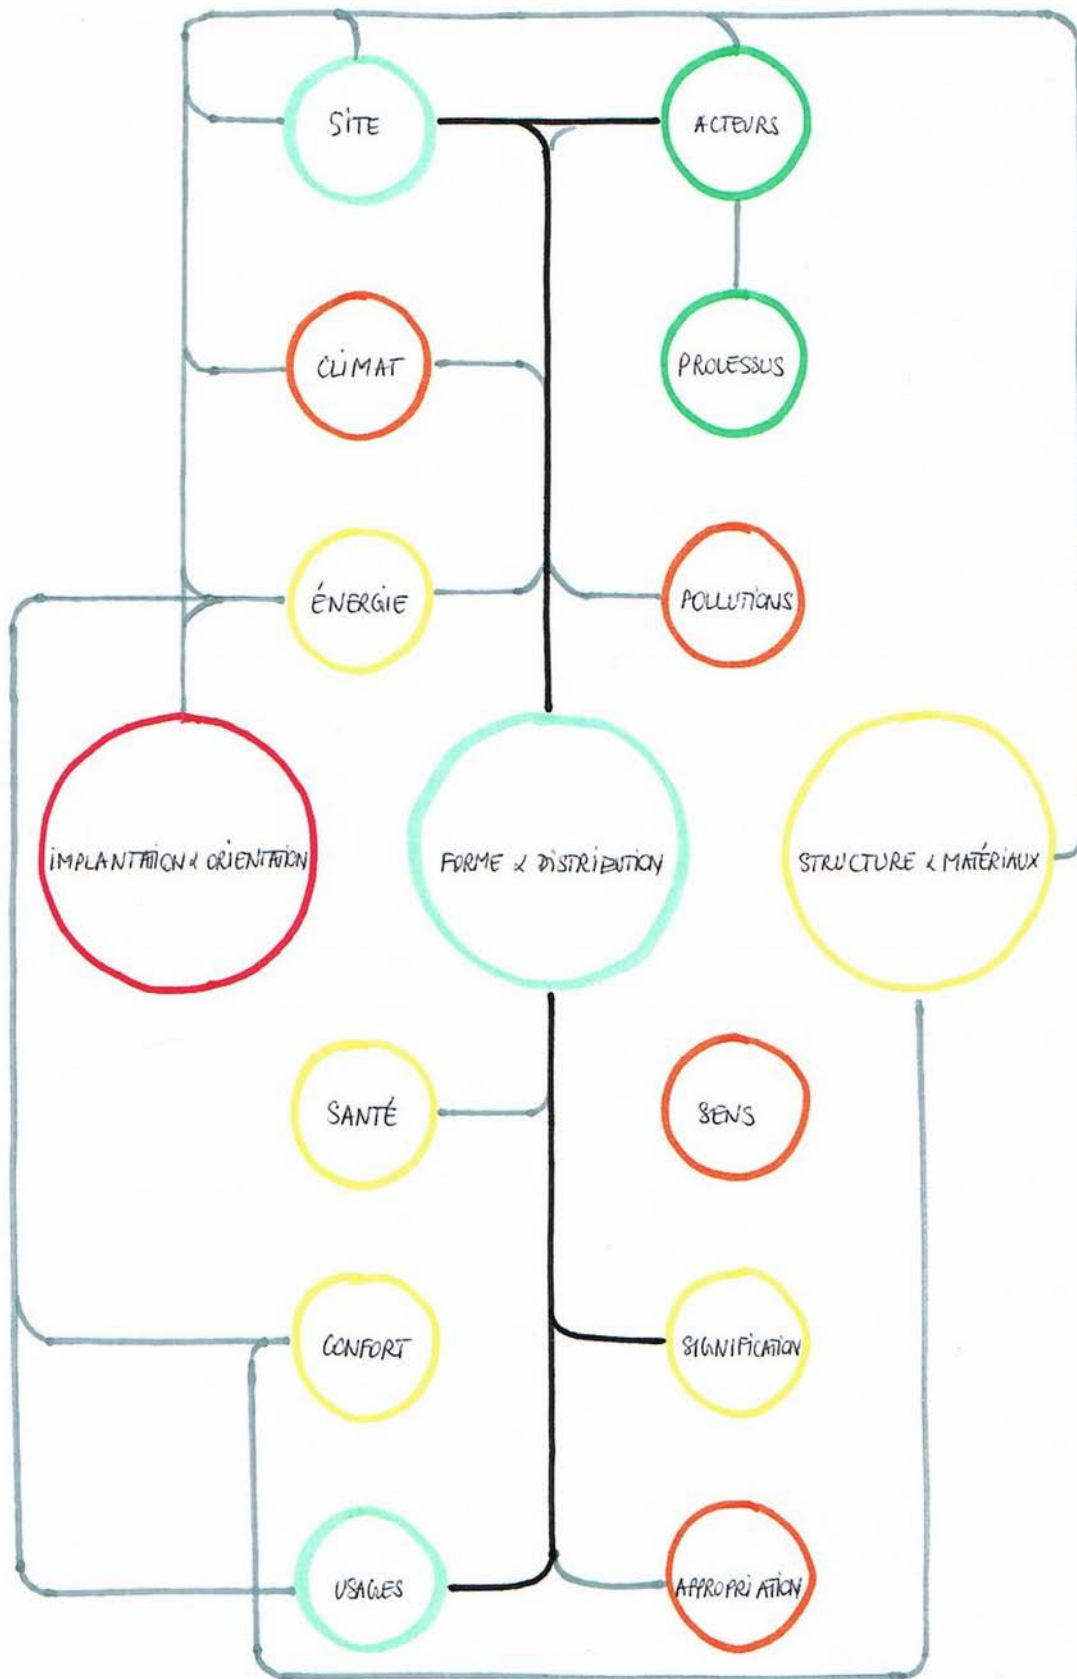 SITE
ACTEURS
CLIMAT
PROCESSUS
ÉNERGIE
POLLUTIONS
IMPLANTATION & ORIENTATION
FORME & DISTRIBUTION
STRUCTURE & MATÉRIAUX
SANTÉ
SENS
CONFORT
SIGNIFICATION
USAGES
APPROPRIATION